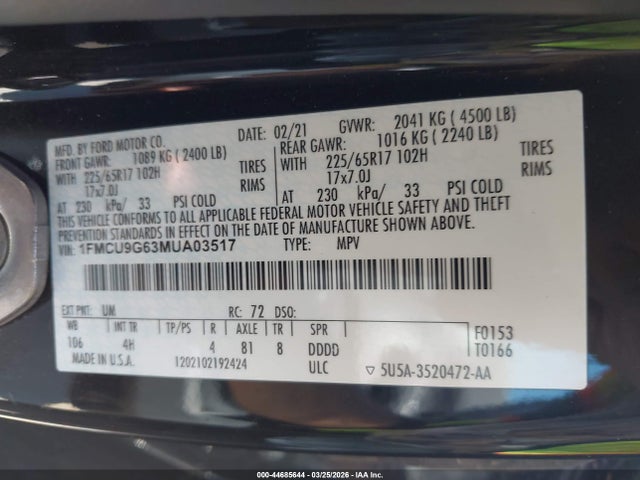 MFD. BY FORD MOTOR CO.
02/21
GVWR: 2041 KG ( 4500 LB)
FRONT GAWR: 1089 KG ( 2400 LB)
REAR GAWR: 1016 KG ( 2240 LB)
WITH 225/65R17 102H TIRES
WITH 225/65R17 102H TIRES
17x7.0J RIMS
17x7.0J RIMS
AT 230 kPa/ 33 PSI COLD
AT 230 kPa/ 33 PSI COLD
THIS VEHICLE CONFORMS TO ALL APPLICABLE FEDERAL MOTOR VEHICLE SAFETY AND THEFT
PREVENTION STANDARDS IN EFFECT ON THE DATE OF MANUFACTURE SHOWN ABOVE.
VIN: 1FMCU9G63MUA03517 TYPE: MPV
EXT PNT: UM RC: 72 DSO:
WB INT TR TP/PS R AXLE TR SPR F0153
106 4H 4 81 8 DDDD T0166
MADE IN U.S.A. 1202102192424 ULC ▽ 5U5A-3520472-AA
000-44685644 | 03/25/2026 | IAA Inc.